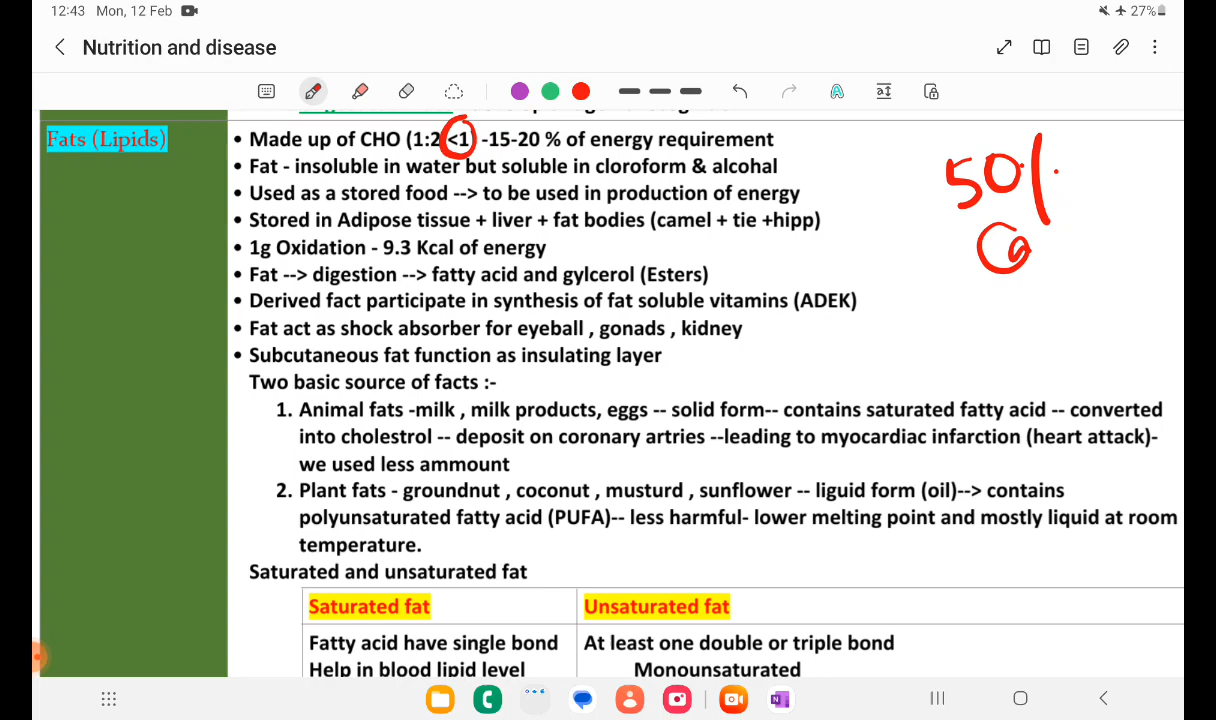 12:43 Mon, 12 Feb
27%
Nutrition and disease
Fats (Lipids)
• Made up of CHO (1:2 <1) -15-20 % of energy requirement
• Fat - insoluble in water but soluble in cloroform & alcohal
• Used as a stored food --> to be used in production of energy
• Stored in Adipose tissue + liver + fat bodies (camel + tie +hipp)
• 1g Oxidation - 9.3 Kcal of energy
• Fat --> digestion --> fatty acid and gylcerol (Esters)
• Derived fact participate in synthesis of fat soluble vitamins (ADEK)
• Fat act as shock absorber for eyeball , gonads , kidney
• Subcutaneous fat function as insulating layer
50%
Ca
Two basic source of facts :-
1. Animal fats -milk , milk products, eggs -- solid form-- contains saturated fatty acid -- converted
into cholestrol -- deposit on coronary artries --leading to myocardiac infarction (heart attack)-
we used less ammount
2. Plant fats - groundnut , coconut , musturd , sunflower -- liguid form (oil)--> contains
polyunsaturated fatty acid (PUFA)-- less harmful- lower melting point and mostly liquid at room
temperature.
Saturated and unsaturated fat
Saturated fat
Unsaturated fat
Fatty acid have single bond
At least one double or triple bond
Help in blood lipid level
Monounsaturated